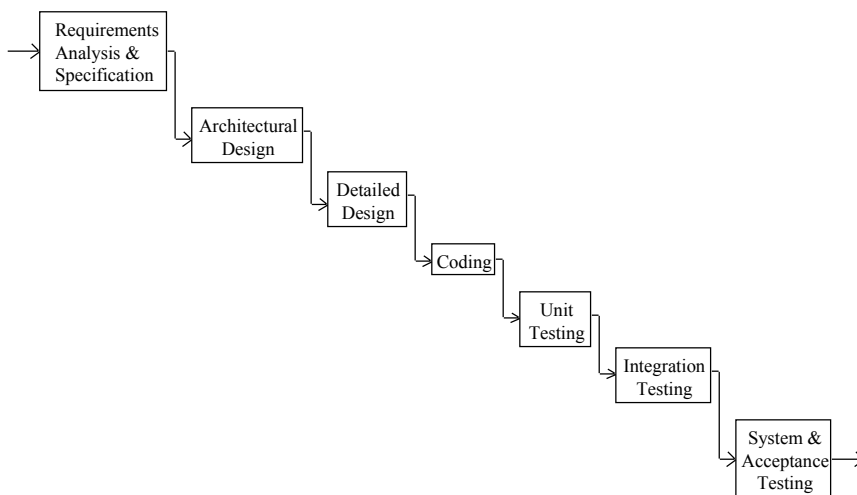 Requirements
Analysis &
Specification
Architectural
Design
Detailed
Design
Coding
Unit
Testing
Integration
Testing
System &
Acceptance
Testing